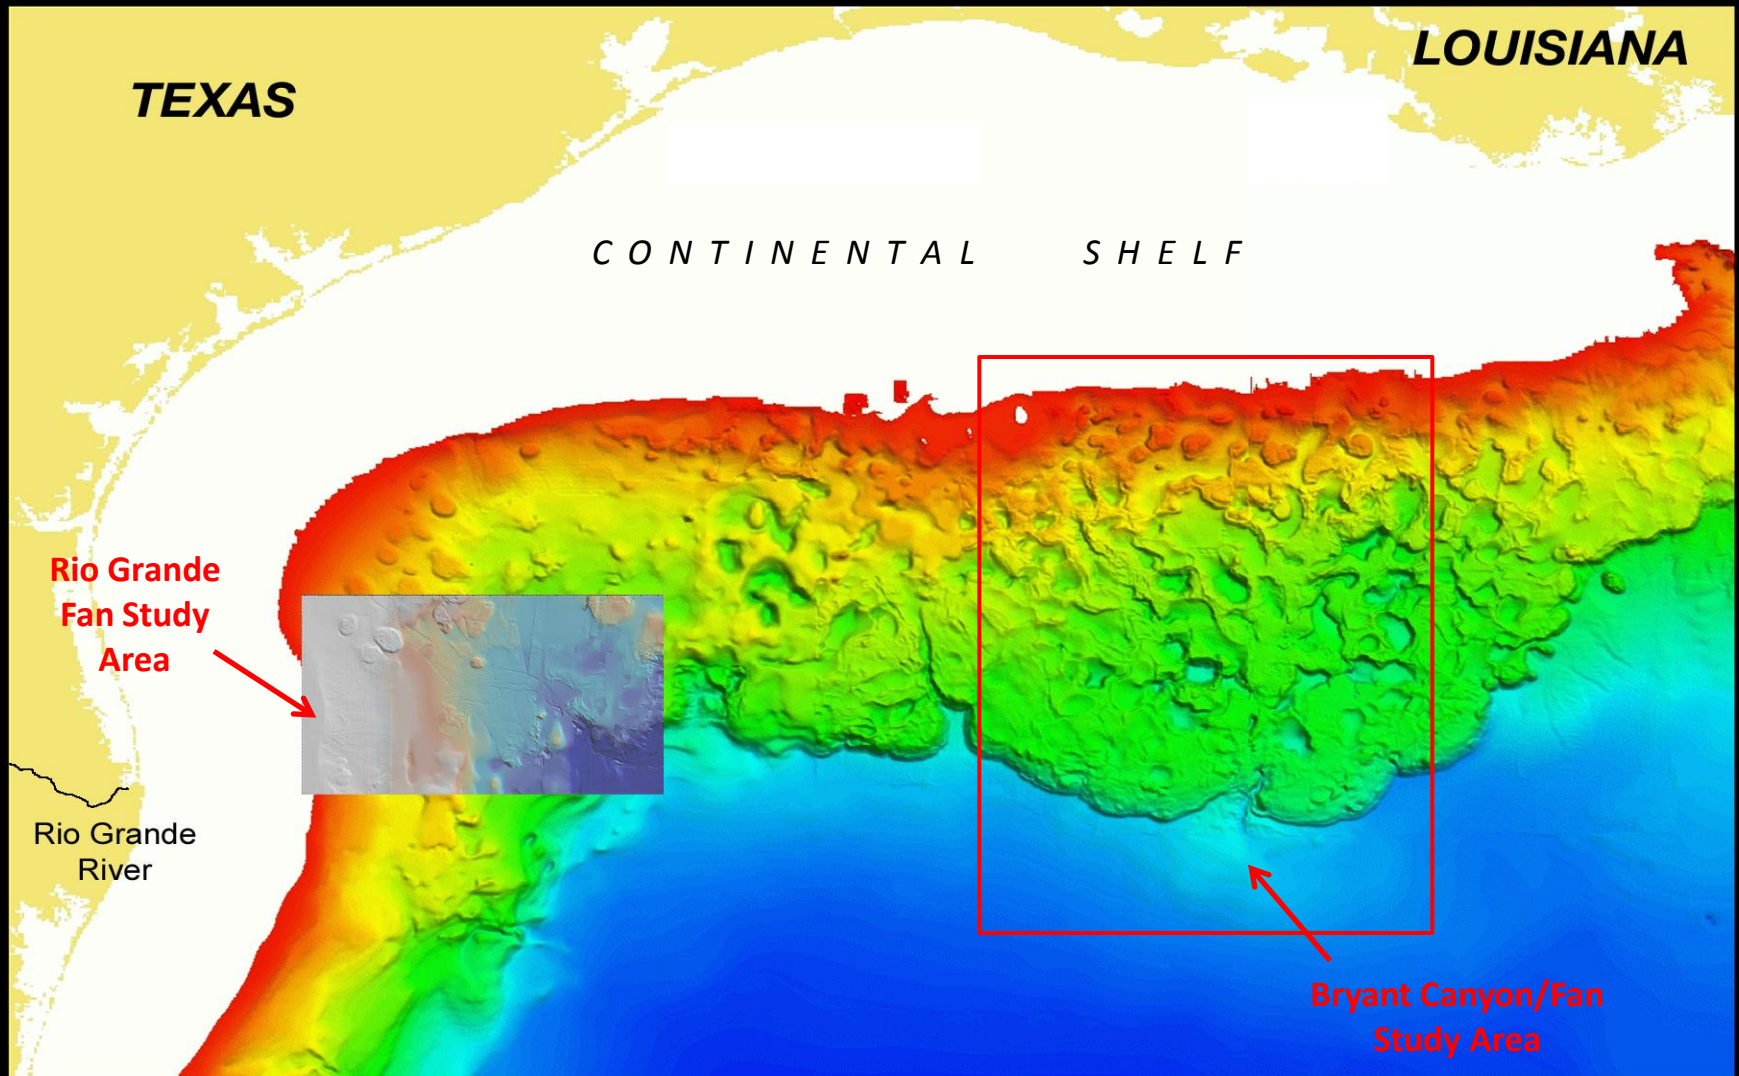 TEXAS
LOUISIANA
CONTINENTAL SHELF
Rio Grande
Fan Study
Area
Rio Grande
River
Bryant Canyon/Fan
Study Area